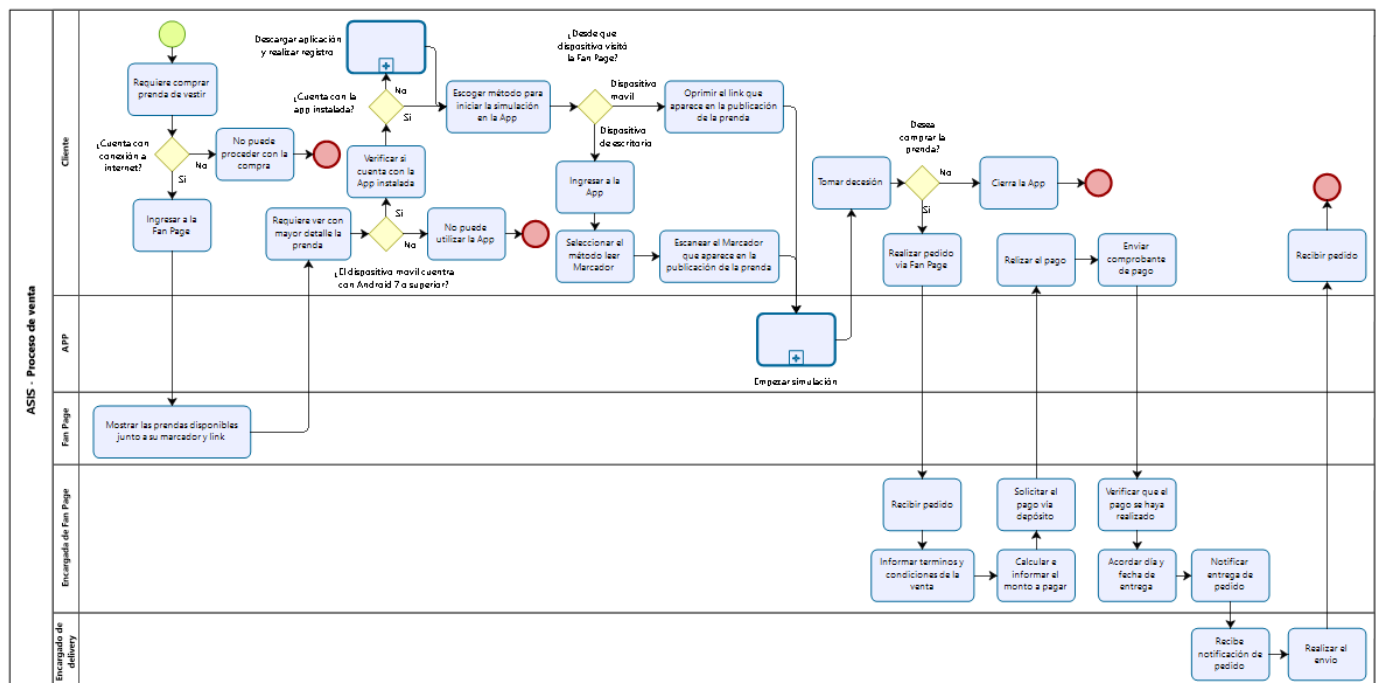 ASIS - Proceso de venta
Cliente
Requiere comprar
prenda de vestir
¿Cuenta con
conexión a
internet?
No
Si
No puede
proceder con la
compra
Ingresar a la
Fan Page
Descargar aplicación
y realizar registro
¿Cuenta con la
app instalada?
No
Si
Verificar si
cuenta con la
App instalada
Requiere ver con
mayor detalle la
prenda
Si
No
No puede
utilizar la App
¿El dispositivo movil cuentra
con Android 7 o superior?
Escoger método para
iniciar la simulación
en la App
¿Desde que
dispositivo visitó
la Fan Page?
Dispositivo
movil
Dispositivo
de escritorio
Oprimir el link que
aparece en la publicación
de la prenda
Ingresar a la
App
Seleccionar el
método leer
Marcador
Escanear el Marcador
que aparece en la
publicación de la prenda
Tomar decesión
Desea
comprar la
prenda?
No
Si
Cierra la App
Realizar pedido
via Fan Page
Relizar el pago
Enviar
comprobante
de pago
Recibir pedido
APP
Empezar simulación
Fan Page
Mostrar las prendas disponibles
junto a su marcador y link
Encargada de Fan Page
Recibir pedido
Informar terminos y
condiciones de la
venta
Calcular e
informar el
monto a pagar
Solicitar el
pago via
depósito
Verificar que el
pago se haya
realizado
Acordar día y
fecha de
entrega
Notificar
entrega de
pedido
Encargado de
delivery
Recibe
notificación de
pedido
Realizar el
envio